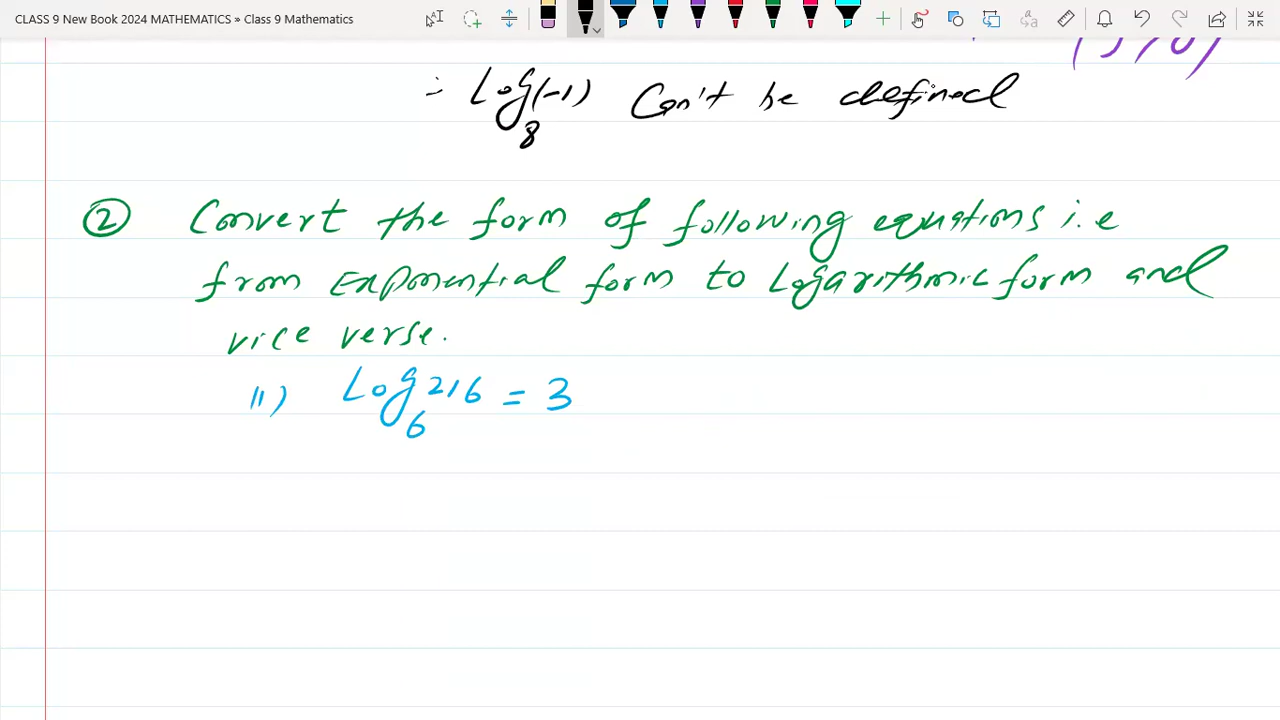 CLASS 9 New Book 2024 MATHEMATICS » Class 9 Mathematics
∴ Log₈(-1) Can't be defined
② Convert the form of following equations i.e
from Exponential form to Logarithmic form and
vice verse.
ii) Log₆216 = 3